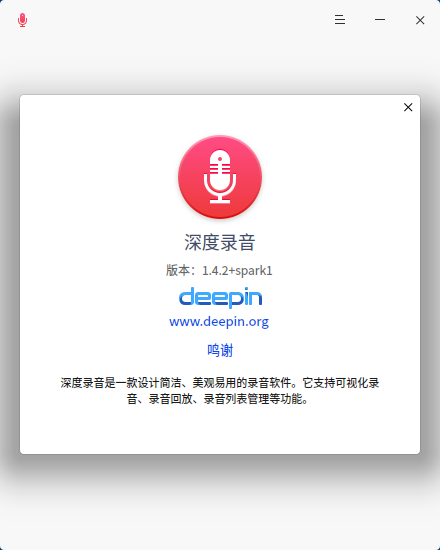 深度录音
版本：1.4.2+spark1
deepin
www.deepin.org
鸣谢
深度录音是一款设计简洁、美观易用的录音软件。它支持可视化录
音、录音回放、录音列表管理等功能。